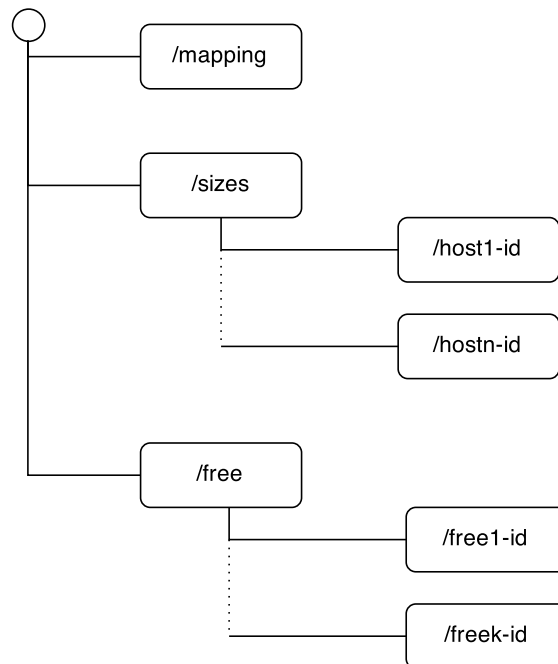 /mapping
/sizes
/host1-id
/hostn-id
/free
/free1-id
/freek-id